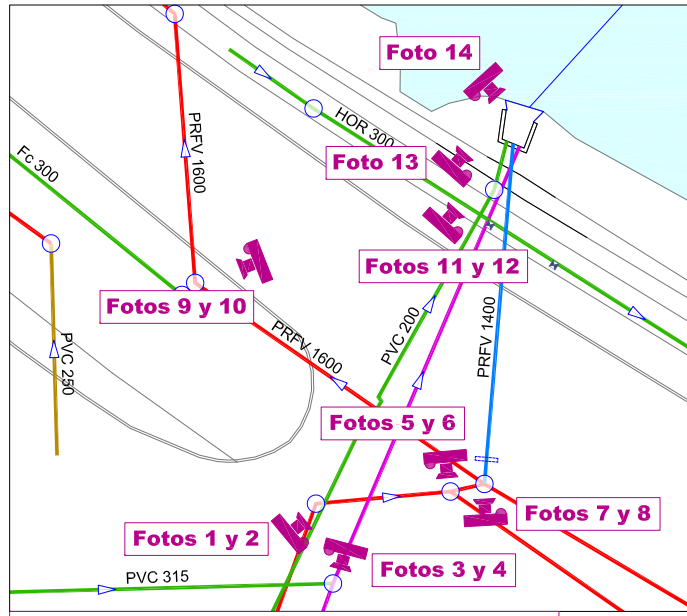 Foto 14
PRFV 1600
HOR 300
Fc 300
Foto 13
Fotos 11 y 12
Fotos 9 y 10
PVC 200
PRFV 1400
PVC 250
PRFV 1600
Fotos 5 y 6
Fotos 7 y 8
Fotos 1 y 2
Fotos 3 y 4
PVC 315